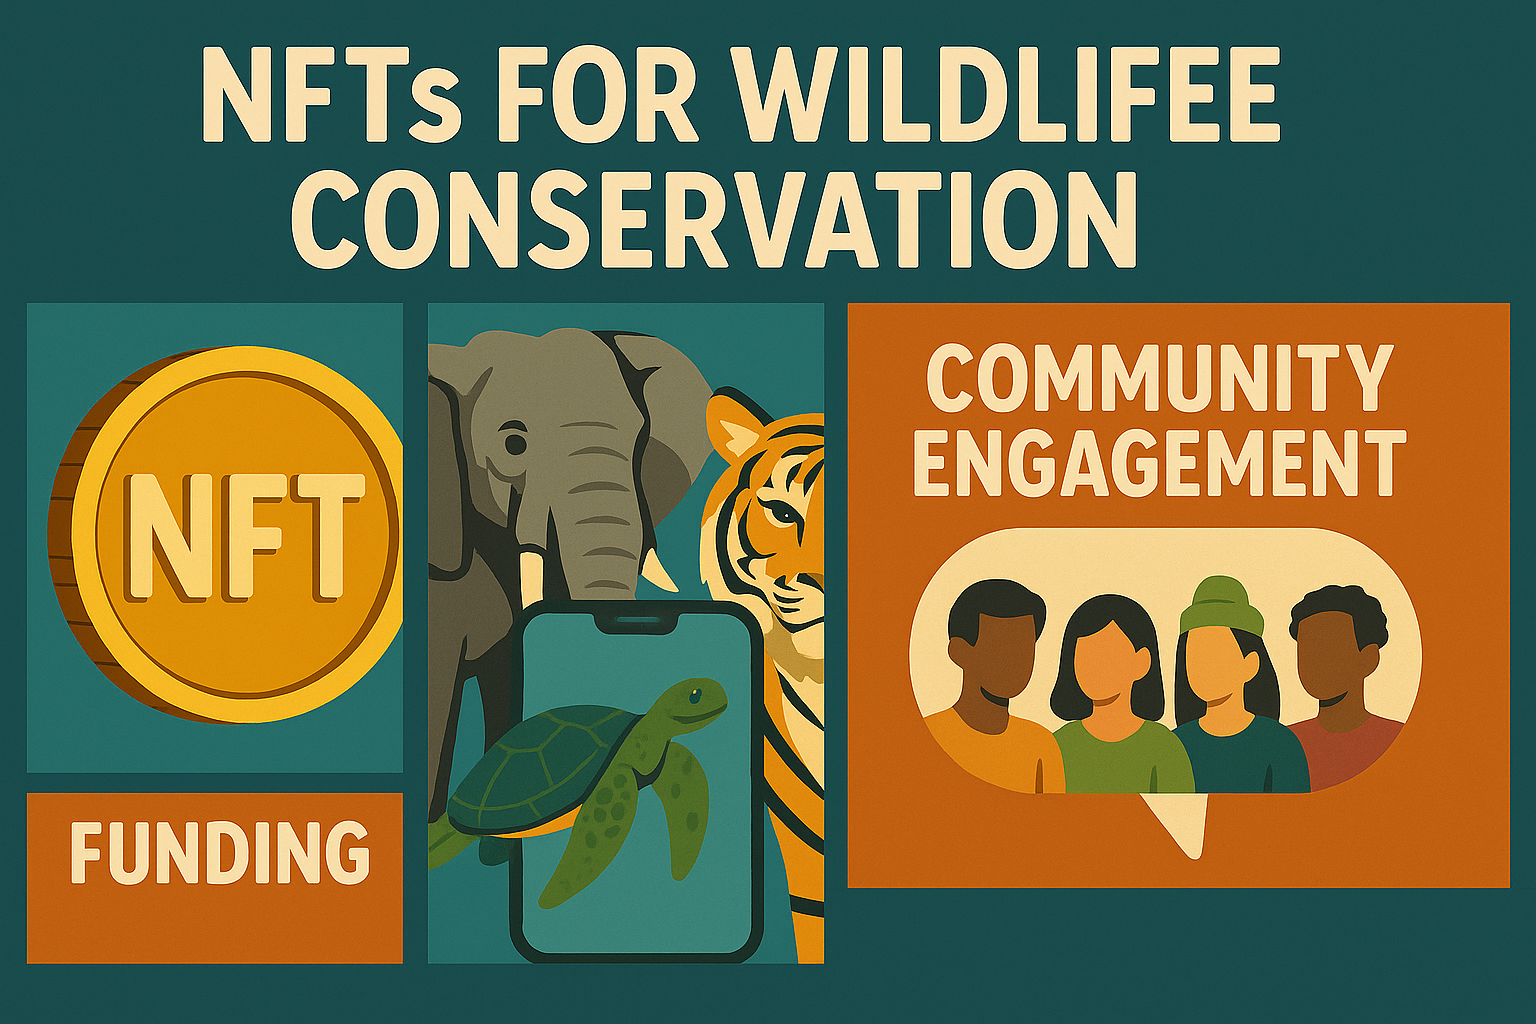 NFTs FOR WILDLIFEE
CONSERVATION
NFT
FUNDING
COMMUNITY
ENGAGEMENT